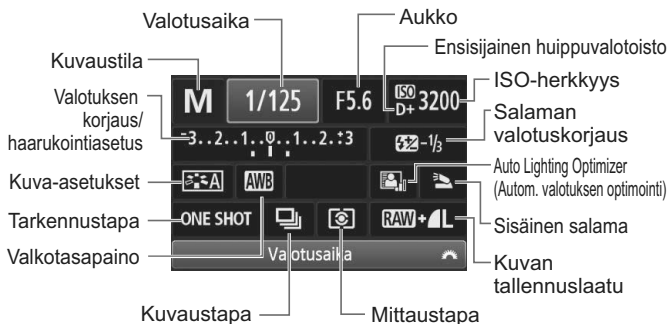 Valotusaika
Aukko
Kuvaustila
Ensisijainen huippuvalotoisto
Valotuksen
korjaus/
haarukointiasetus
ISO-herkkyys
Salaman
valotuskorjaus
Kuva-asetukset
Auto Lighting Optimizer
(Autom. valotuksen optimointi)
Tarkennustapa
Sisäinen salama
Valkotasapaino
Kuvan
tallennuslaatu
Kuvaustapa
Mittaustapa
M 1/125 F5.6 ISO D+ 3200
-3..2..1..0..1..2.+3 -1/3
A AWB
ONE SHOT RAW+L
Valotusaika